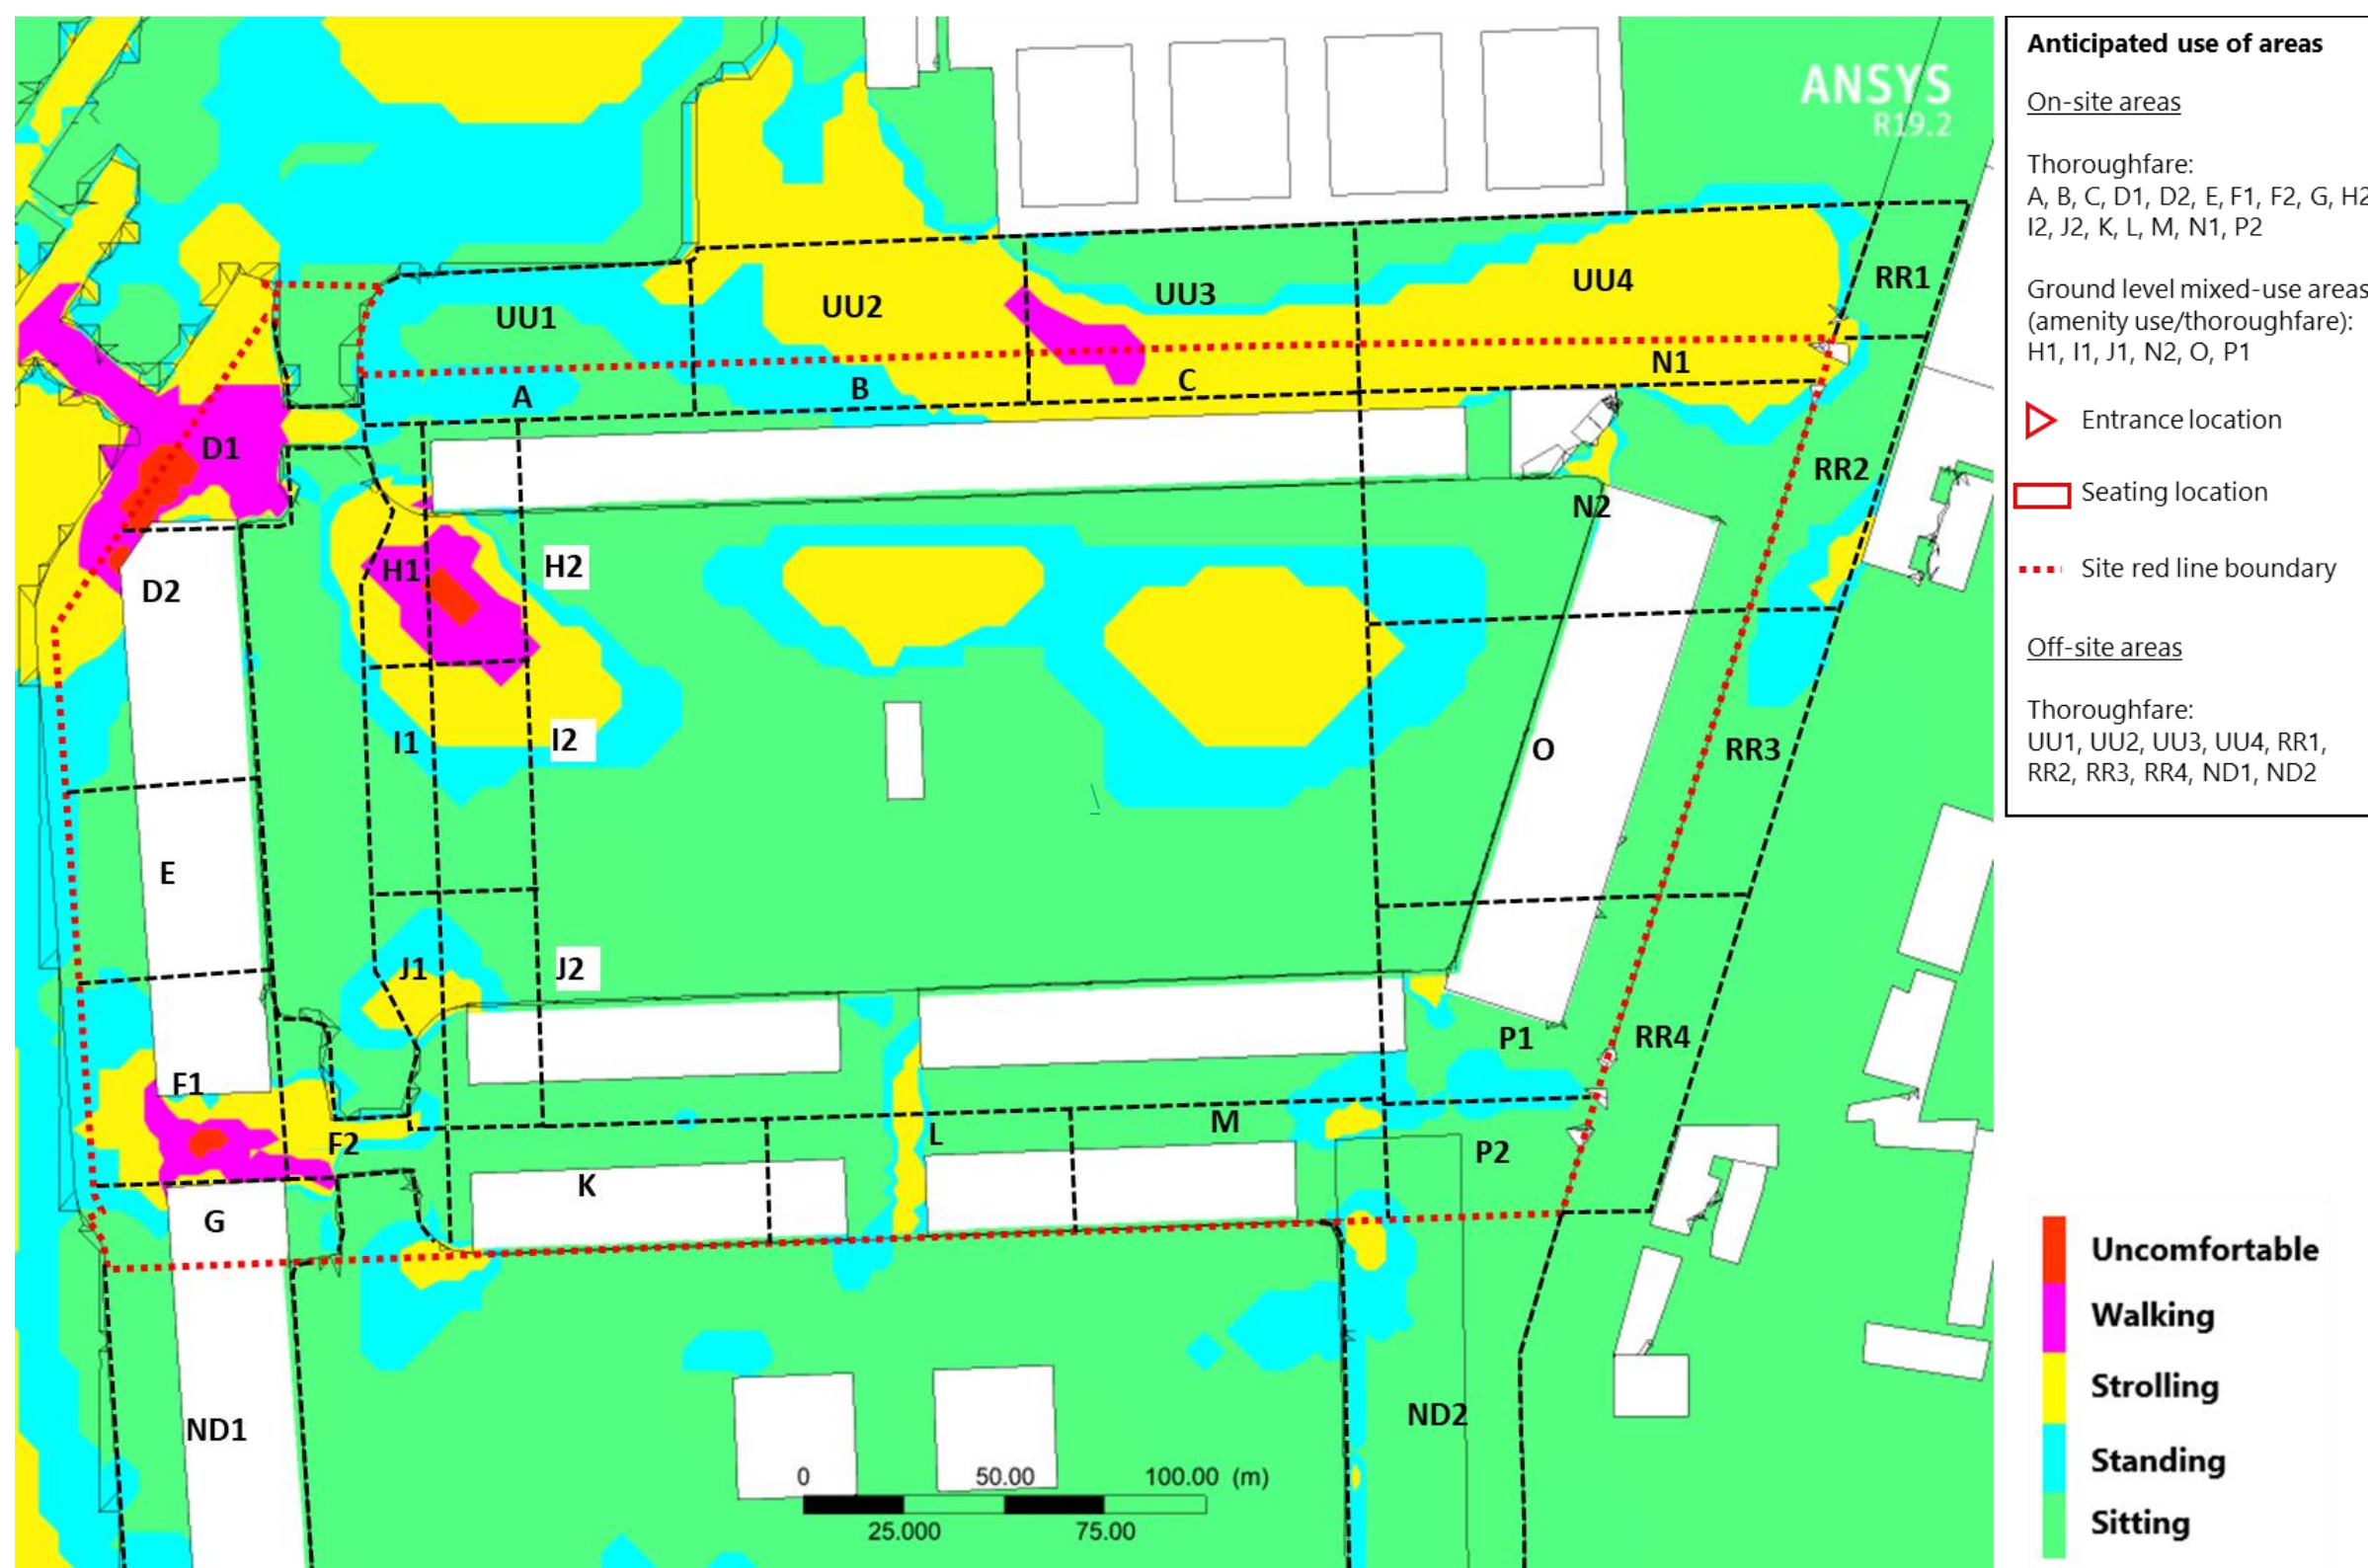 ANSYS
R19.2
UU1
UU2
UU3
UU4
RR1
A
B
C
N1
D1
RR2
N2
H1
H2
D2
I1
I2
O
RR3
E
J1
J2
P1
RR4
F1
F2
L
M
P2
K
G
ND1
ND2
0 50.00 100.00 (m)
25.000 75.00
Anticipated use of areas
On-site areas
Thoroughfare:
A, B, C, D1, D2, E, F1, F2, G, H2
I2, J2, K, L, M, N1, P2
Ground level mixed-use areas
(amenity use/thoroughfare):
H1, I1, J1, N2, O, P1
Entrance location
Seating location
Site red line boundary
Off-site areas
Thoroughfare:
UU1, UU2, UU3, UU4, RR1,
RR2, RR3, RR4, ND1, ND2
Uncomfortable
Walking
Strolling
Standing
Sitting